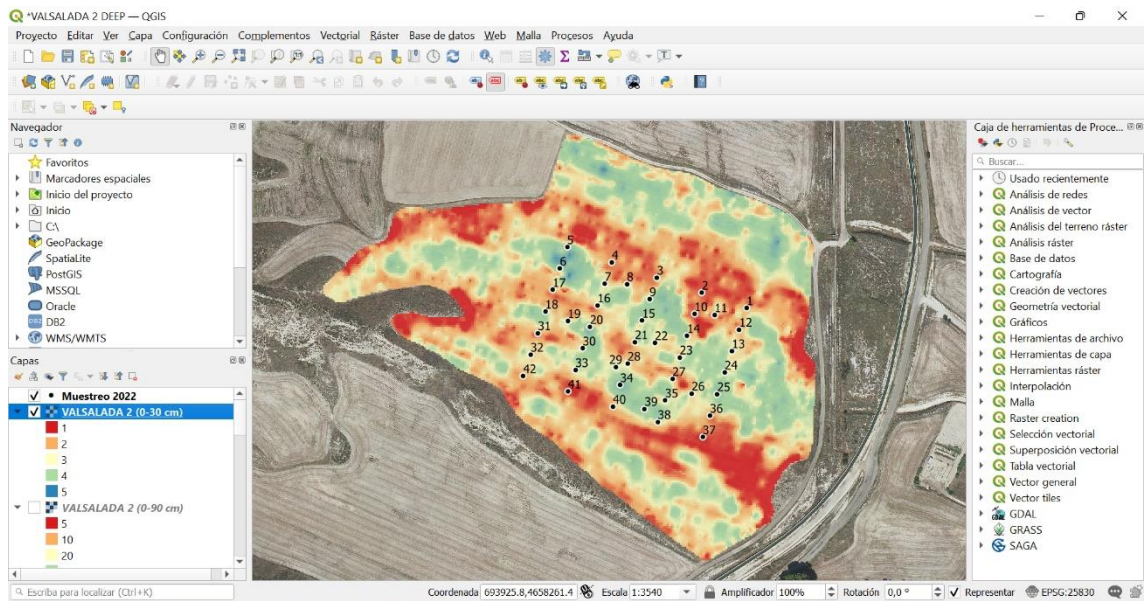 *VALSALADA 2 DEEP — QGIS
Proyecto Editar Ver Capa Configuración Complementos Vectorial Ráster Base de datos Web Malla Procesos Ayuda
Navegador
Favoritos
Marcadores espaciales
Inicio del proyecto
Inicio
C:\
GeoPackage
SpatiaLite
PostGIS
MSSQL
Oracle
DB2
WMS/WMTS
Capas
Muestreo 2022
VALSALADA 2 (0-30 cm)
1
2
3
4
5
VALSALADA 2 (0-90 cm)
5
10
20
5
4
6
3
7
8
17
2
9
16
1
18
10
11
19
15
20
12
31
14
21
22
30
13
32
23
29
28
33
24
42
27
34
41
26
25
35
40
39
36
38
37
Caja de herramientas de Proce...
Buscar...
Usado recientemente
Análisis de redes
Análisis de vector
Análisis del terreno ráster
Análisis ráster
Base de datos
Cartografía
Creación de vectores
Geometría vectorial
Gráficos
Herramientas de archivo
Herramientas de capa
Herramientas ráster
Interpolación
Malla
Raster creation
Selección vectorial
Superposición vectorial
Tabla vectorial
Vector general
Vector tiles
GDAL
GRASS
SAGA
Escriba para localizar (Ctrl+K) Coordenada 693925.8,4658261.4 Escala 1:3540 Amplificador 100% Rotación 0,0 ° Representar EPSG:25830